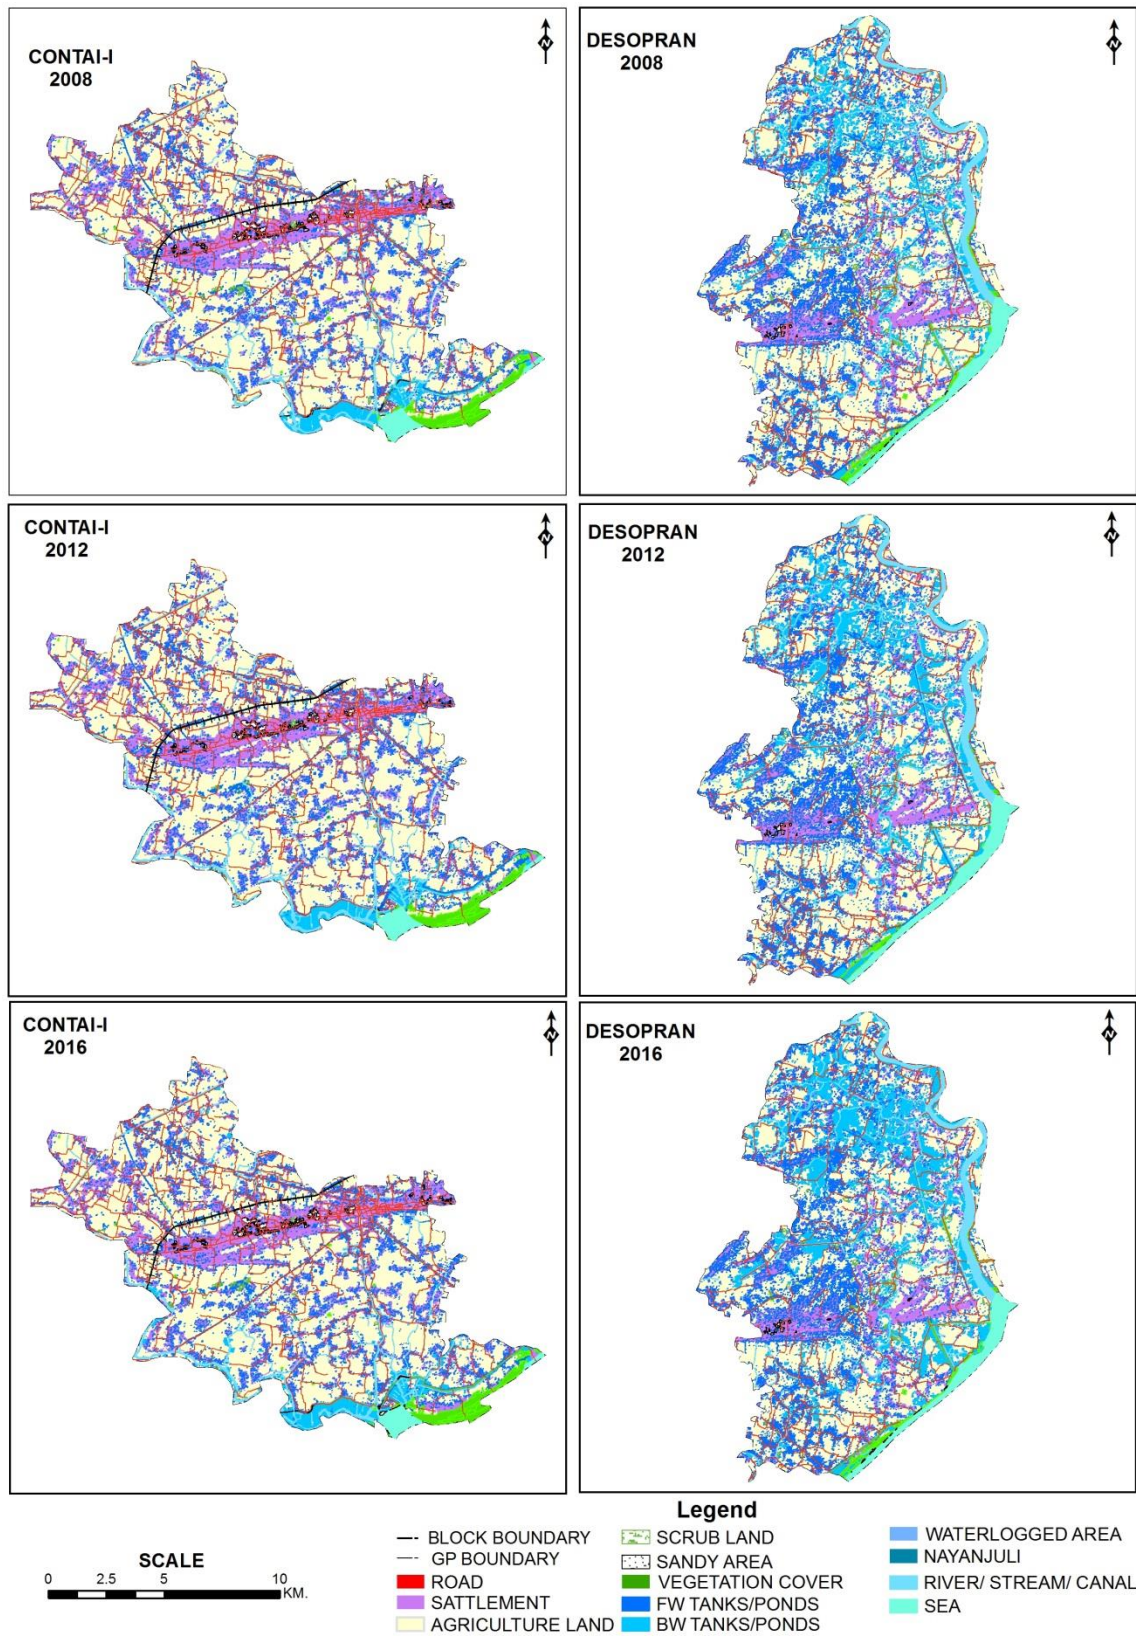 CONTAI-I
2008
N
DESOPRAN
2008
N
CONTAI-I
2012
N
DESOPRAN
2012
N
CONTAI-I
2016
N
DESOPRAN
2016
N
Legend
SCALE
0 2.5 5 10
KM.
BLOCK BOUNDARY
GP BOUNDARY
ROAD
SATTLEMENT
AGRICULTURE LAND
SCRUB LAND
SANDY AREA
VEGETATION COVER
FW TANKS/PONDS
BW TANKS/PONDS
WATERLOGGED AREA
NAYANJULI
RIVER/ STREAM/ CANAL
SEA